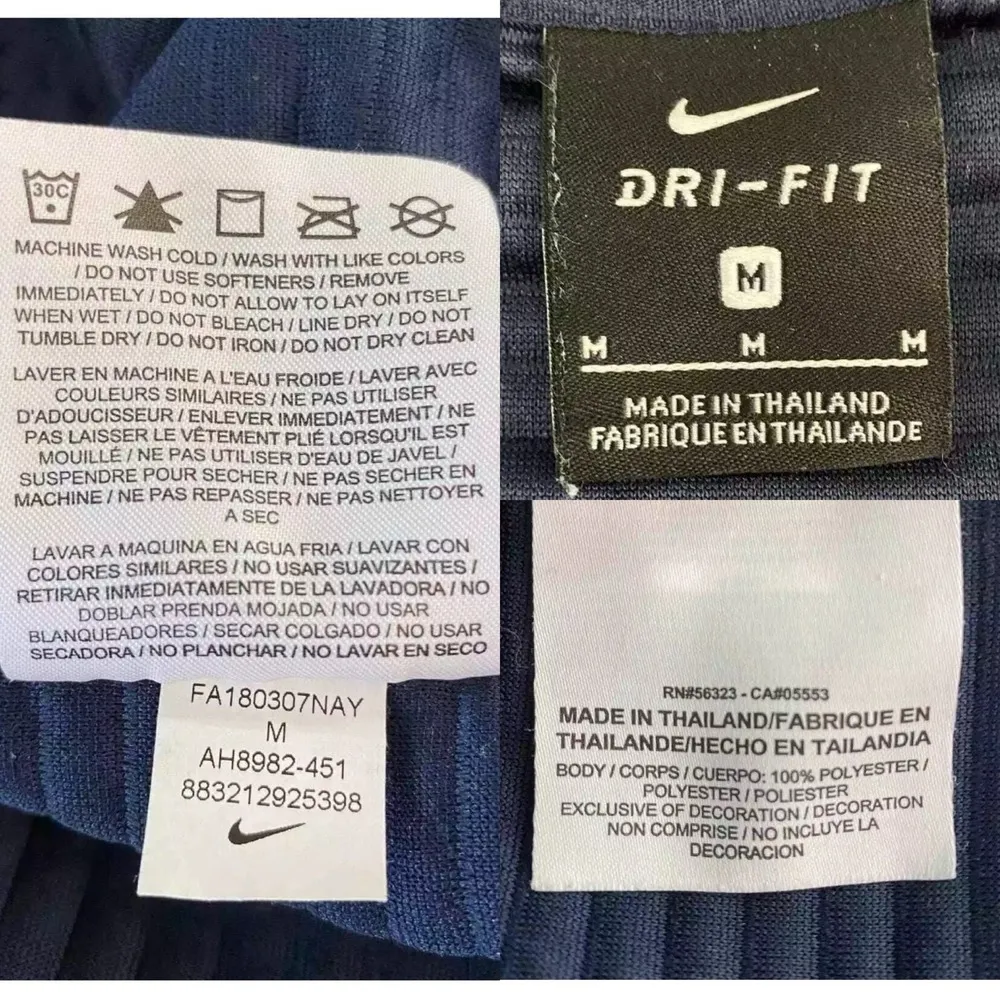 30C
MACHINE WASH COLD / WASH WITH LIKE COLORS
/ DO NOT USE SOFTENERS / REMOVE
IMMEDIATELY / DO NOT ALLOW TO LAY ON ITSELF
WHEN WET / DO NOT BLEACH / LINE DRY / DO NOT
TUMBLE DRY / DO NOT IRON / DO NOT DRY CLEAN
LAVER EN MACHINE A L'EAU FROIDE / LAVER AVEC
COULEURS SIMILAIRES / NE PAS UTILISER
D'ADOUCISSEUR / ENLEVER IMMEDIATEMENT / NE
PAS LAISSER LE VÊTEMENT PLIÉ LORSQU'IL EST
MOUILLÉ / NE PAS UTILISER D'EAU DE JAVEL /
SUSPENDRE POUR SECHER / NE PAS SECHER EN
MACHINE / NE PAS REPASSER / NE PAS NETTOYER
A SEC
LAVAR A MAQUINA EN AGUA FRIA / LAVAR CON
COLORES SIMILARES / NO USAR SUAVIZANTES /
RETIRAR INMEDIATAMENTE DE LA LAVADORA / NO
DOBLAR PRENDA MOJADA / NO USAR
BLANQUEADORES / SECAR COLGADO / NO USAR
SECADORA / NO PLANCHAR / NO LAVAR EN SECO
FA180307NAY
M
AH8982-451
883212925398
DRI-FIT
M
M M M
MADE IN THAILAND
FABRIQUE EN THAILANDE
RN#56323 - CA#05553
MADE IN THAILAND/FABRIQUE EN
THAILANDE/HECHO EN TAILANDIA
BODY / CORPS / CUERPO: 100% POLYESTER /
POLYESTER / POLIESTER
EXCLUSIVE OF DECORATION / DECORATION
NON COMPRISE / NO INCLUYE LA
DECORACION